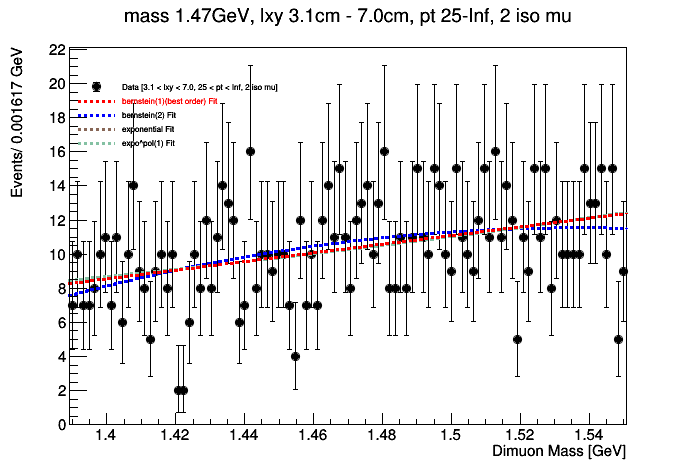 mass 1.47GeV, lxy 3.1cm - 7.0cm, pt 25-Inf, 2 iso mu
Events/ 0.001617 GeV
22
20
18
16
14
12
10
8
6
4
2
0
Data [3.1 < lxy < 7.0, 25 < pt < Inf, 2 iso mu]
bernstein(1)(best order) Fit
bernstein(2) Fit
exponential Fit
expo*pol(1) Fit
1.4 1.42 1.44 1.46 1.48 1.5 1.52 1.54
Dimuon Mass [GeV]